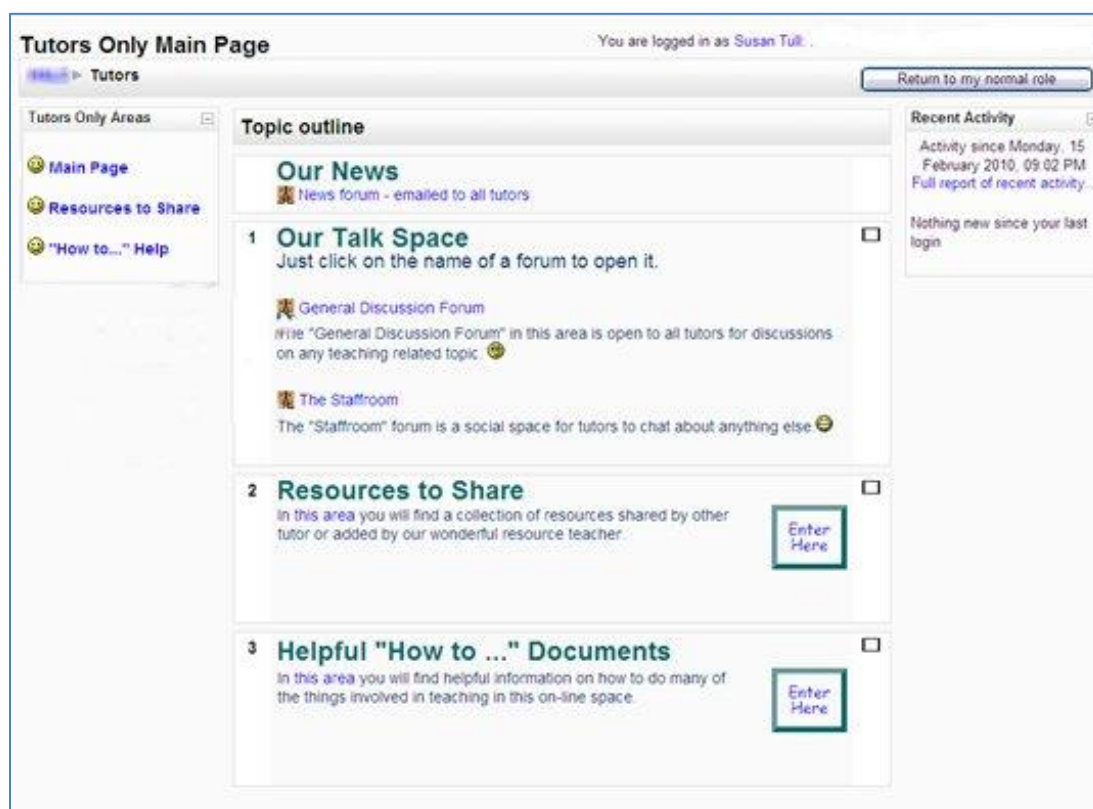 Tutors Only Main Page
You are logged in as Susan Tull: .
Tutors
Return to my normal role
Tutors Only Areas
Main Page
Resources to Share
"How to..." Help
Topic outline
Our News
News forum - emailed to all tutors
1
Our Talk Space
Just click on the name of a forum to open it.
General Discussion Forum
"General Discussion Forum" in this area is open to all tutors for discussions
on any teaching related topic.
The Staffroom
The "Staffroom" forum is a social space for tutors to chat about anything else
2
Resources to Share
In this area you will find a collection of resources shared by other
tutor or added by our wonderful resource teacher.
Enter
Here
3
Helpful "How to ..." Documents
In this area you will find helpful information on how to do many of
the things involved in teaching in this on-line space.
Enter
Here
Recent Activity
Activity since Monday, 15
February 2010, 09:02 PM
Full report of recent activity...
Nothing new since your last
login